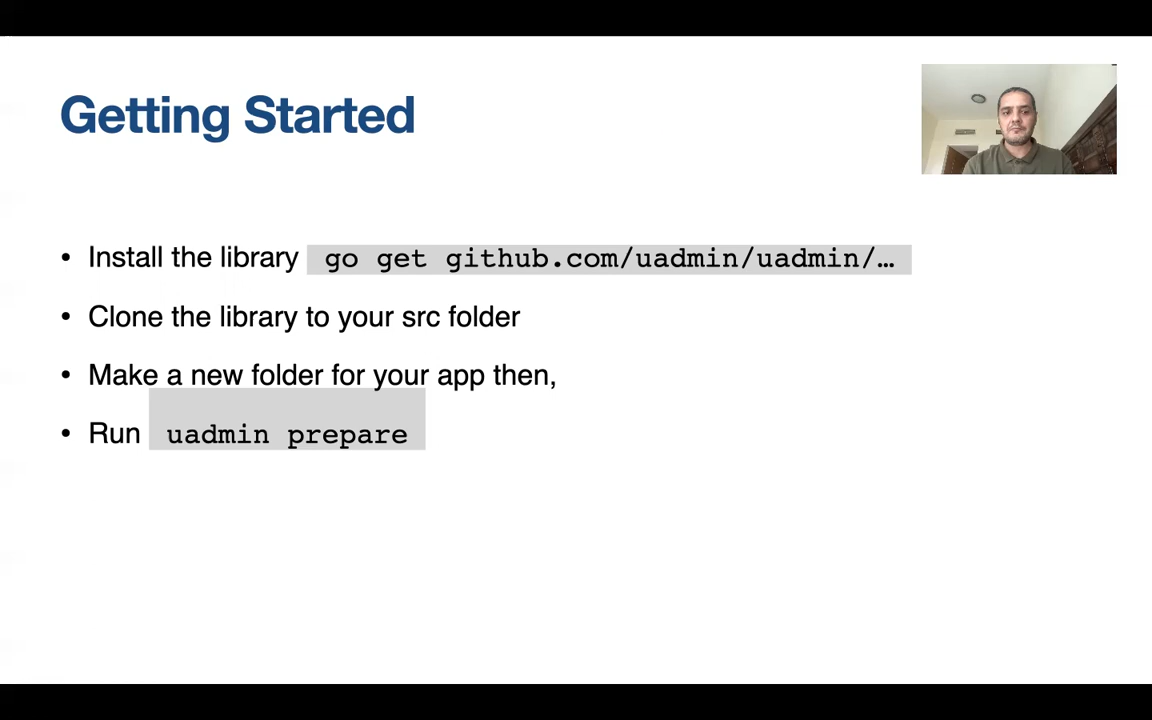 Getting Started
• Install the library go get github.com/uadmin/uadmin/…
• Clone the library to your src folder
• Make a new folder for your app then,
• Run uadmin prepare